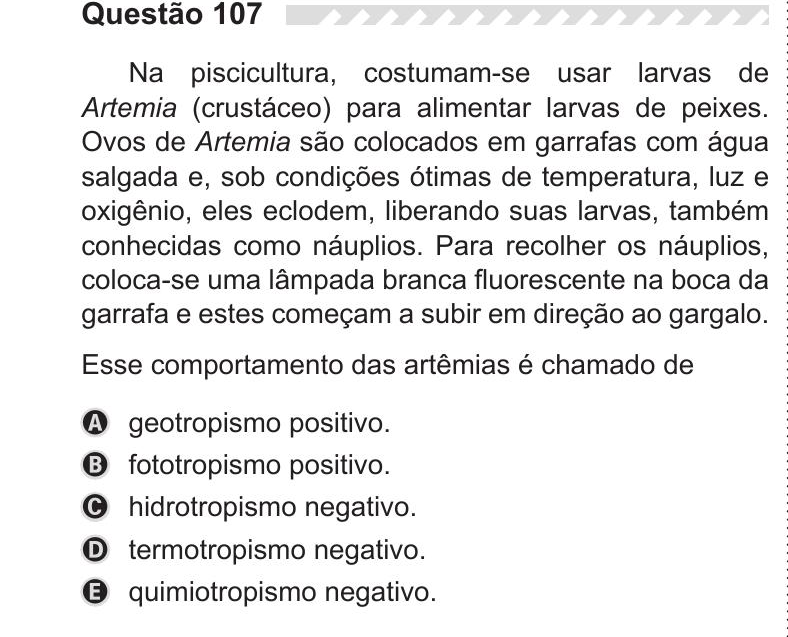 Questão 107
Na piscicultura, costumam-se usar larvas de
Artemia (crustáceo) para alimentar larvas de peixes.
Ovos de Artemia são colocados em garrafas com água
salgada e, sob condições ótimas de temperatura, luz e
oxigênio, eles eclodem, liberando suas larvas, também
conhecidas como náuplios. Para recolher os náuplios,
coloca-se uma lâmpada branca fluorescente na boca da
garrafa e estes começam a subir em direção ao gargalo.
Esse comportamento das artêmias é chamado de
A geotropismo positivo.
B fototropismo positivo.
C hidrotropismo negativo.
D termotropismo negativo.
E quimiotropismo negativo.